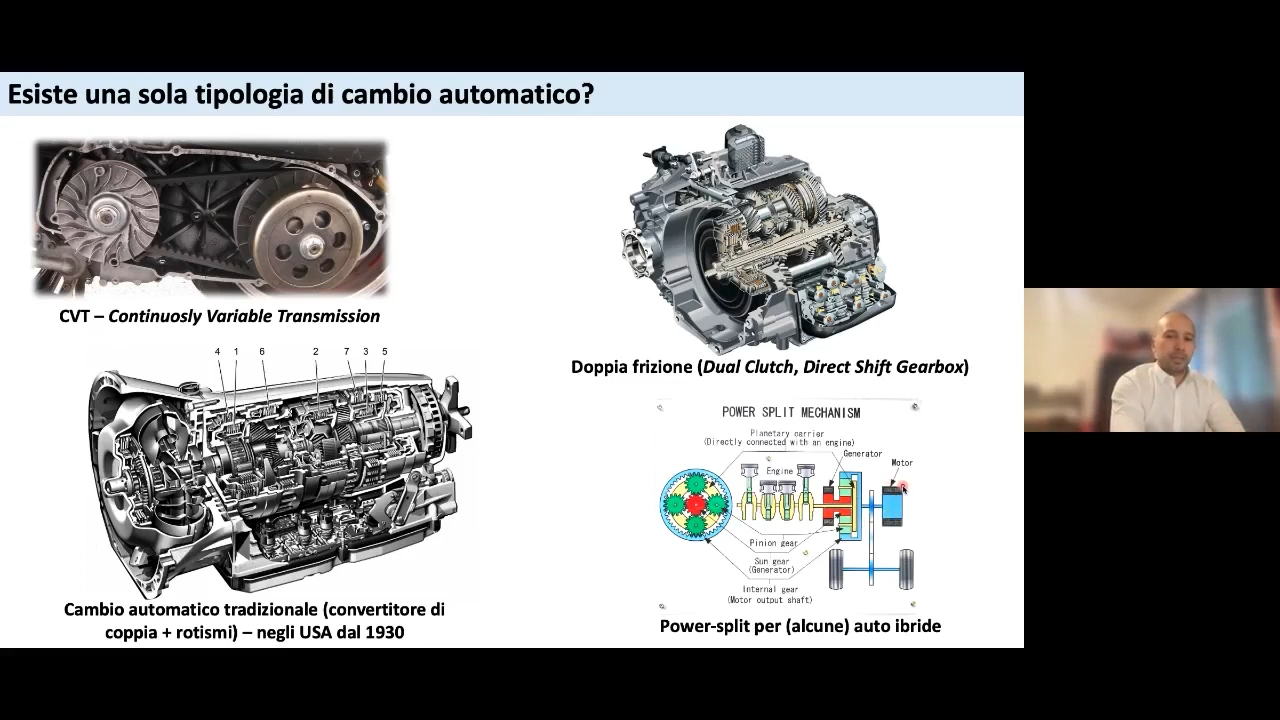 Esiste una sola tipologia di cambio automatico?
CVT – Continuosly Variable Transmission
4 1 6 2 7 3 5
Cambio automatico tradizionale (convertitore di
coppia + rotismi) – negli USA dal 1930
Doppia frizione (Dual Clutch, Direct Shift Gearbox)
POWER SPLIT MECHANISM
Planetary carrier
(Directly connected with an engine)
Generator
Motor
Engine
Pinion gear
Sun gear
(Generator)
Internal gear
(Motor output shaft)
Power-split per (alcune) auto ibride